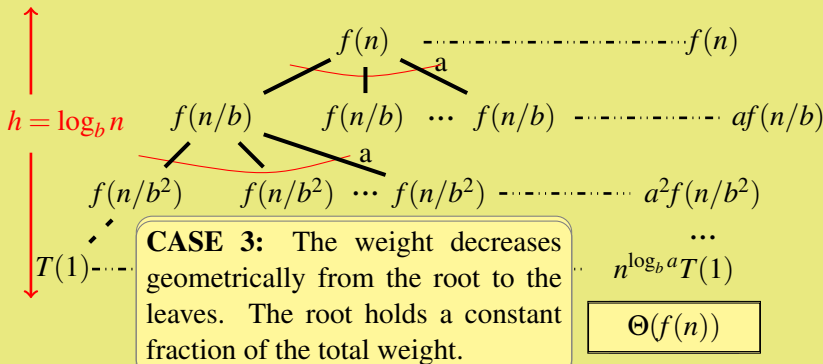 f(n) f(n)
a
h = log_b n f(n/b) f(n/b) ... f(n/b) af(n/b)
a
f(n/b²) f(n/b²) ... f(n/b²) a²f(n/b²)
...
T(1) n^{log_b a}T(1)
CASE 3: The weight decreases
geometrically from the root to the
leaves. The root holds a constant
fraction of the total weight.
Θ(f(n))